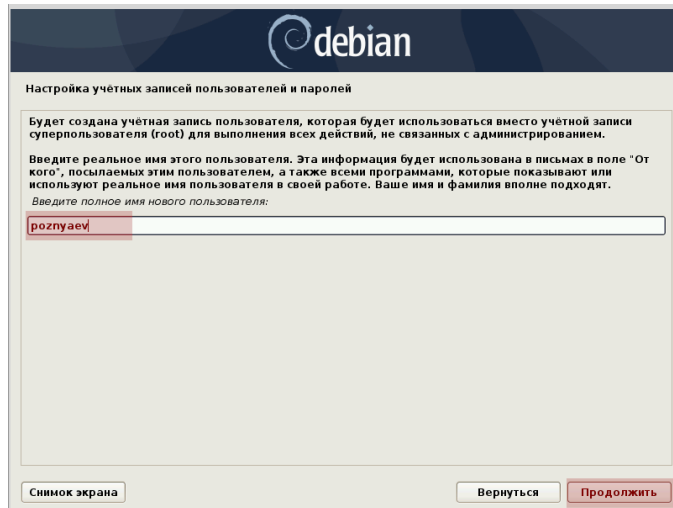 debian
Настройка учётных записей пользователей и паролей
Будет создана учётная запись пользователя, которая будет использоваться вместо учётной записи
суперпользователя (root) для выполнения всех действий, не связанных с администрированием.
Введите реальное имя этого пользователя. Эта информация будет использована в письмах в поле "От
кого", посылаемых этим пользователем, а также всеми программами, которые показывают или
используют реальное имя пользователя в своей работе. Ваше имя и фамилия вполне подходят.
Введите полное имя нового пользователя:
poznyaev
Снимок экрана
Вернуться
Продолжить